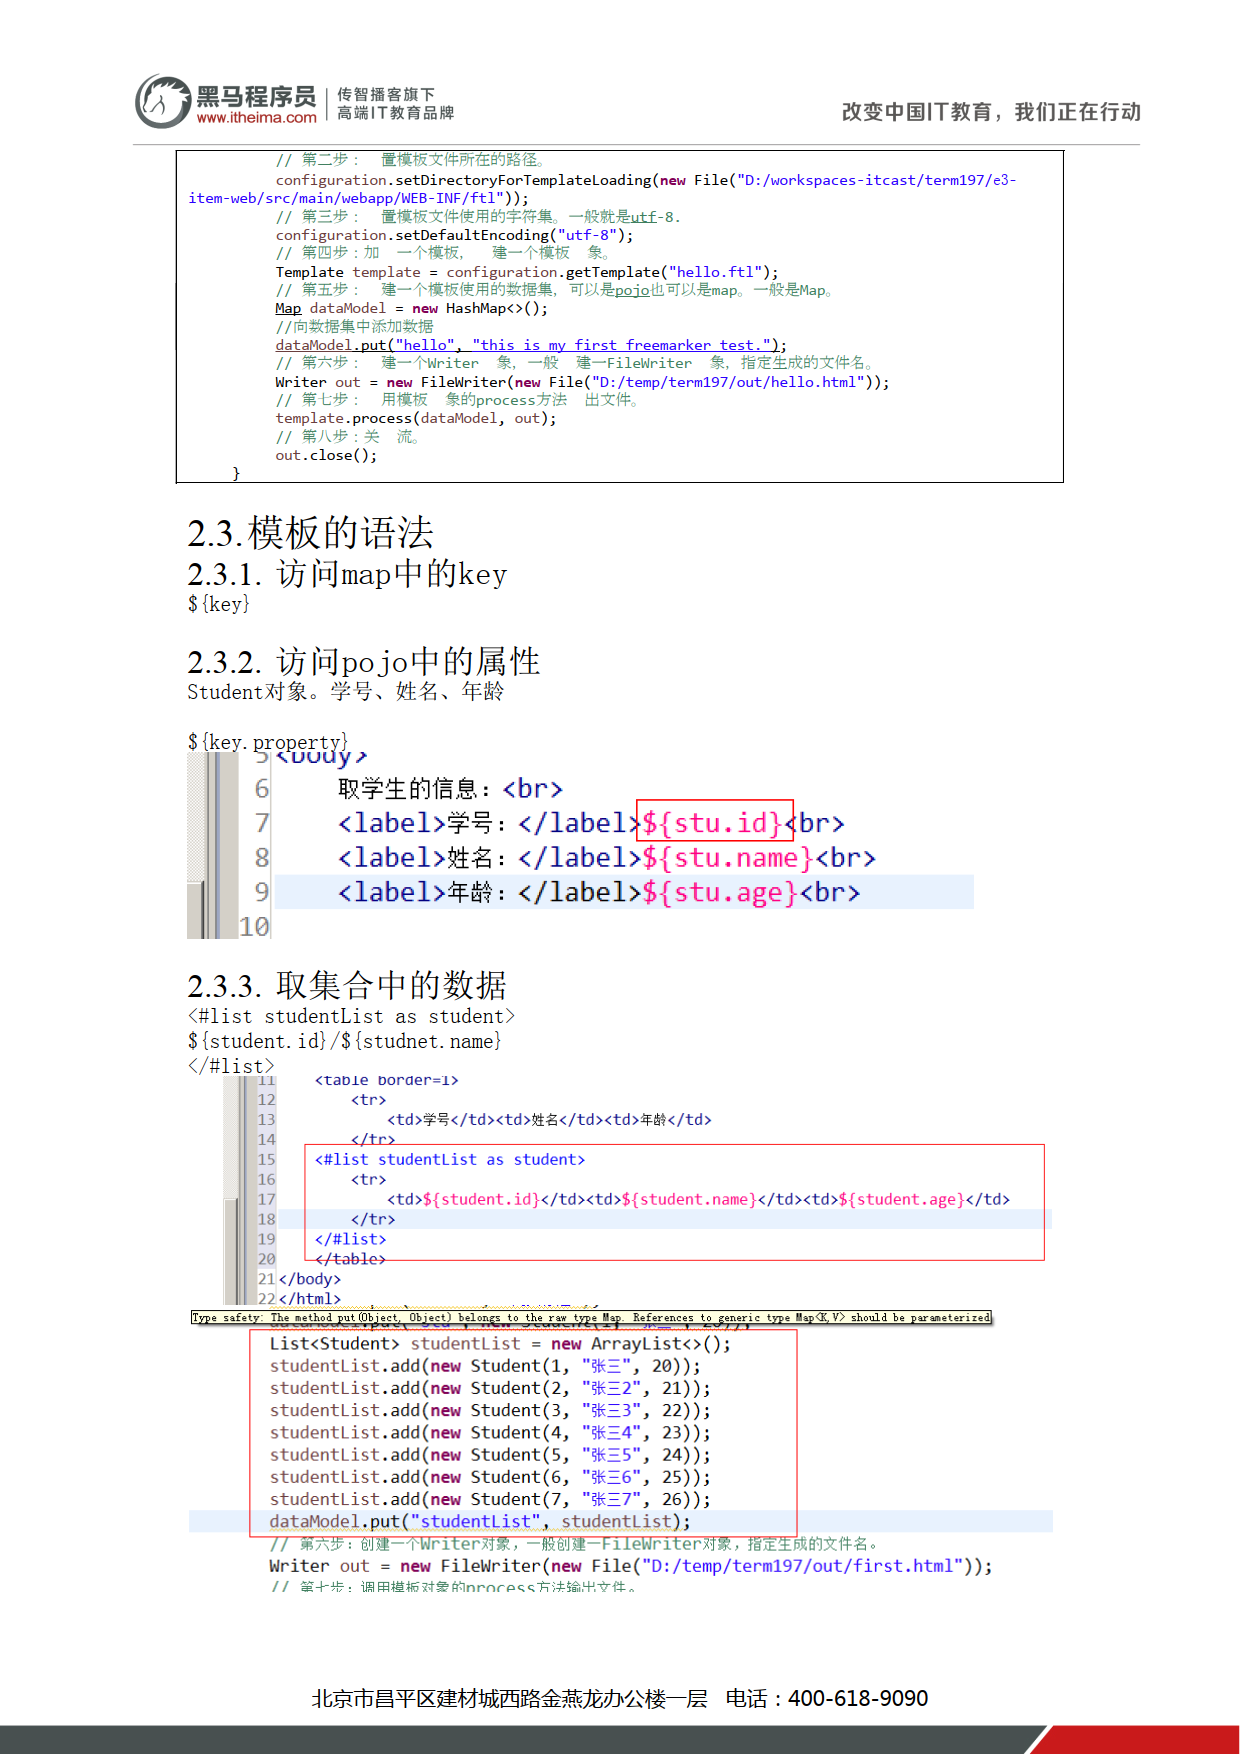 黑马程序员
www.itheima.com
传智播客旗下
高端IT教育品牌
改变中国IT教育，我们正在行动
// 第二步： 置模板文件所在的路径。
configuration.setDirectoryForTemplateLoading(new File("D:/workspaces-itcast/term197/e3-
item-web/src/main/webapp/WEB-INF/ftl"));
// 第三步： 置模板文件使用的字符集。一般就是utf-8.
configuration.setDefaultEncoding("utf-8");
// 第四步：加 一个模板， 建一个模板 象。
Template template = configuration.getTemplate("hello.ftl");
// 第五步： 建一个模板使用的数据集，可以是pojo也可以是map。一般是Map。
Map dataModel = new HashMap<>();
//向数据集中添加数据
dataModel.put("hello", "this is my first freemarker test.");
// 第六步： 建一个Writer 象，一般 建一FileWriter 象，指定生成的文件名。
Writer out = new FileWriter(new File("D:/temp/term197/out/hello.html"));
// 第七步： 用模板 象的process方法 出文件。
template.process(dataModel, out);
// 第八步：关 流。
out.close();
}
2.3.模板的语法
2.3.1. 访问map中的key
${key}
2.3.2. 访问pojo中的属性
Student对象。学号、姓名、年龄
${key.property}
5 <body>
6 取学生的信息：<br>
7 <label>学号：</label>${stu.id}<br>
8 <label>姓名：</label>${stu.name}<br>
9 <label>年龄：</label>${stu.age}<br>
10
2.3.3. 取集合中的数据
<#list studentList as student>
${student.id}/${studnet.name}
</#list>
11 <table border=1>
12 <tr>
13 <td>学号</td><td>姓名</td><td>年龄</td>
14 </tr>
15 <#list studentList as student>
16 <tr>
17 <td>${student.id}</td><td>${student.name}</td><td>${student.age}</td>
18 </tr>
19 </#list>
20 </table>
21 </body>
22 </html>
Type safety: The method put(Object, Object) belongs to the raw type Map. References to generic type Map<K,V> should be parameterized
List<Student> studentList = new ArrayList<>();
studentList.add(new Student(1, "张三", 20));
studentList.add(new Student(2, "张三2", 21));
studentList.add(new Student(3, "张三3", 22));
studentList.add(new Student(4, "张三4", 23));
studentList.add(new Student(5, "张三5", 24));
studentList.add(new Student(6, "张三6", 25));
studentList.add(new Student(7, "张三7", 26));
dataModel.put("studentList", studentList);
// 第六步：创建一个Writer对象，一般创建一FileWriter对象，指定生成的文件名。
Writer out = new FileWriter(new File("D:/temp/term197/out/first.html"));
// 第七步：调用模板对象的process方法输出文件。
北京市昌平区建材城西路金燕龙办公楼一层 电话：400-618-9090